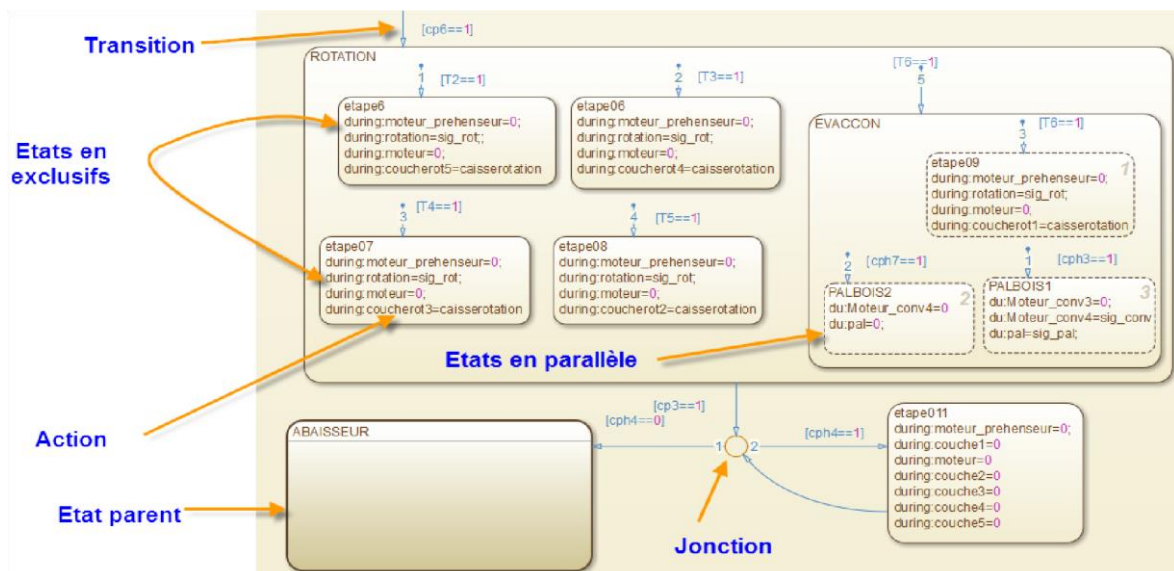 Transition
[cp6==1]
ROTATION
1
[T2==1]
etape6
during:moteur_prehenseur=0;
during:rotation=sig_rot;
during:moteur=0;
during:coucherot5=caisserotation
2
[T3==1]
etape06
during:moteur_prehenseur=0;
during:rotation=sig_rot;
during:moteur=0;
during:coucherot4=caisserotation
[T6==1]
5
EVACCON
3
[T6==1]
etape09
1
during:moteur_prehenseur=0;
during:rotation=sig_rot;
during:moteur=0;
during:coucherot1=caisserotation
Etats en
exclusifs
3
[T4==1]
etape07
during:moteur_prehenseur=0;
during:rotation=sig_rot;
during:moteur=0;
during:coucherot3=caisserotation
4
[T5==1]
etape08
during:moteur_prehenseur=0;
during:rotation=sig_rot;
during:moteur=0;
during:coucherot2=caisserotation
2
[cph7==1]
PALBOIS2
2
du:Moteur_conv4=0
du:pal=0;
1
[cph3==1]
PALBOIS1
3
du:Moteur_conv3=0;
du:Moteur_conv4=sig_conv
du:pal=sig_pal;
Etats en parallèle
Action
[cp3==1]
[cph4==0]
1
2
[cph4==1]
ABAISSEUR
etape011
during:moteur_prehenseur=0;
during:couche1=0
during:moteur=0
during:couche2=0
during:couche3=0
during:couche4=0
during:couche5=0
Etat parent
Jonction